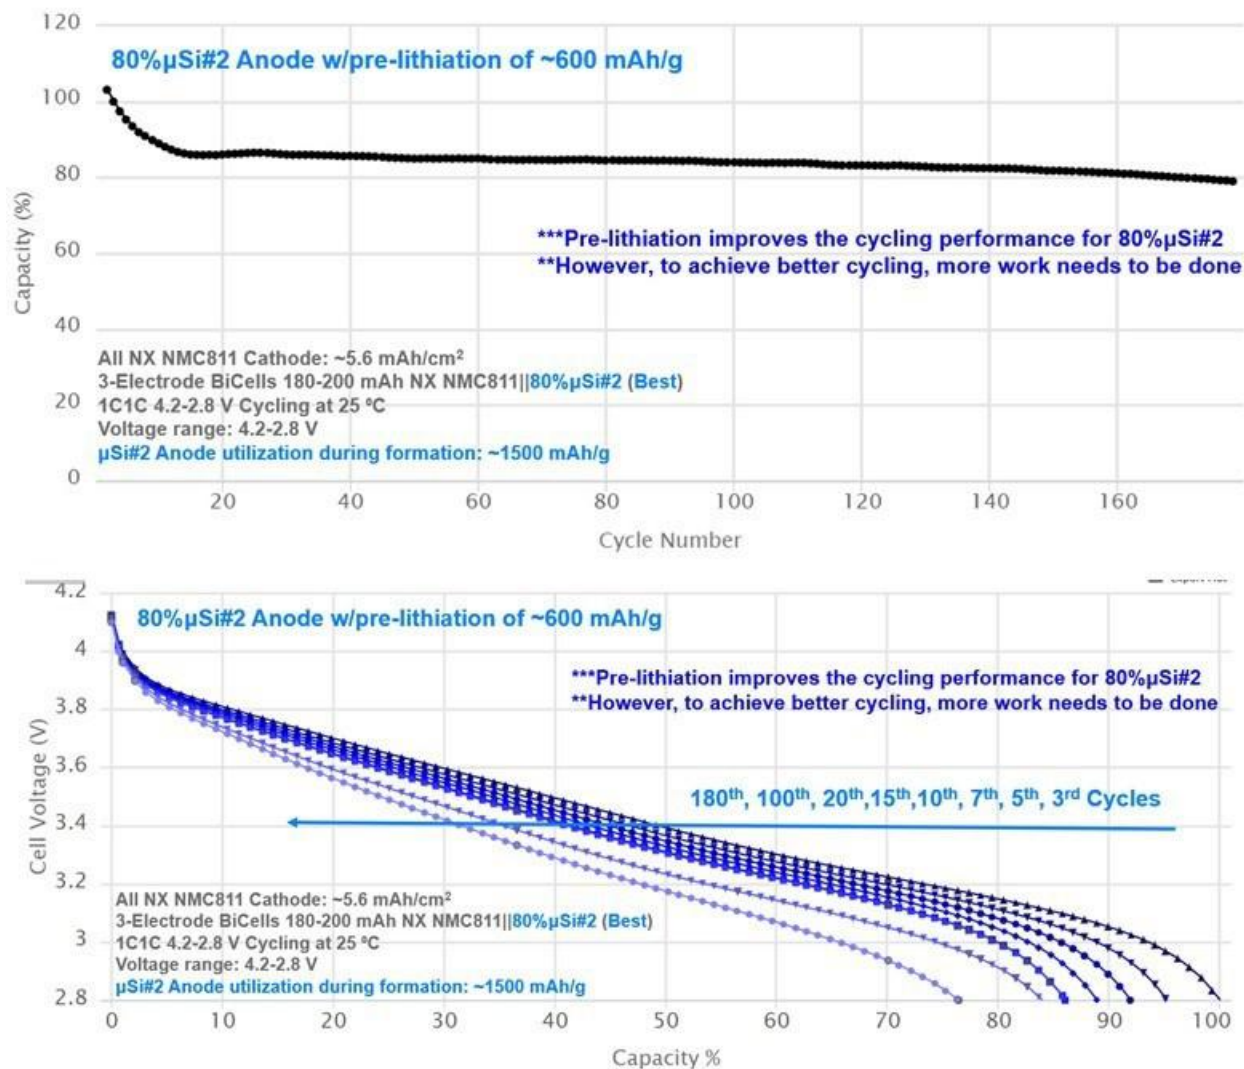 120
80%µSi#2 Anode w/pre-lithiation of ~600 mAh/g
100
80
***Pre-lithiation improves the cycling performance for 80%µSi#2
**However, to achieve better cycling, more work needs to be done
60
40
Capacity (%)
All NX NMC811 Cathode: ~5.6 mAh/cm²
3-Electrode BiCells 180-200 mAh NX NMC811||80%µSi#2 (Best)
1C1C 4.2-2.8 V Cycling at 25 ºC
Voltage range: 4.2-2.8 V
µSi#2 Anode utilization during formation: ~1500 mAh/g
20
0
20 40 60 80 100 120 140 160
Cycle Number
4.2
80%µSi#2 Anode w/pre-lithiation of ~600 mAh/g
4
***Pre-lithiation improves the cycling performance for 80%µSi#2
**However, to achieve better cycling, more work needs to be done
3.8
3.6
180th, 100th, 20th,15th,10th, 7th, 5th, 3rd Cycles
3.4
Cell Voltage (V)
3.2
All NX NMC811 Cathode: ~5.6 mAh/cm²
3-Electrode BiCells 180-200 mAh NX NMC811||80%µSi#2 (Best)
3
1C1C 4.2-2.8 V Cycling at 25 ºC
Voltage range: 4.2-2.8 V
µSi#2 Anode utilization during formation: ~1500 mAh/g
2.8
0 10 20 30 40 50 60 70 80 90 100
Capacity %